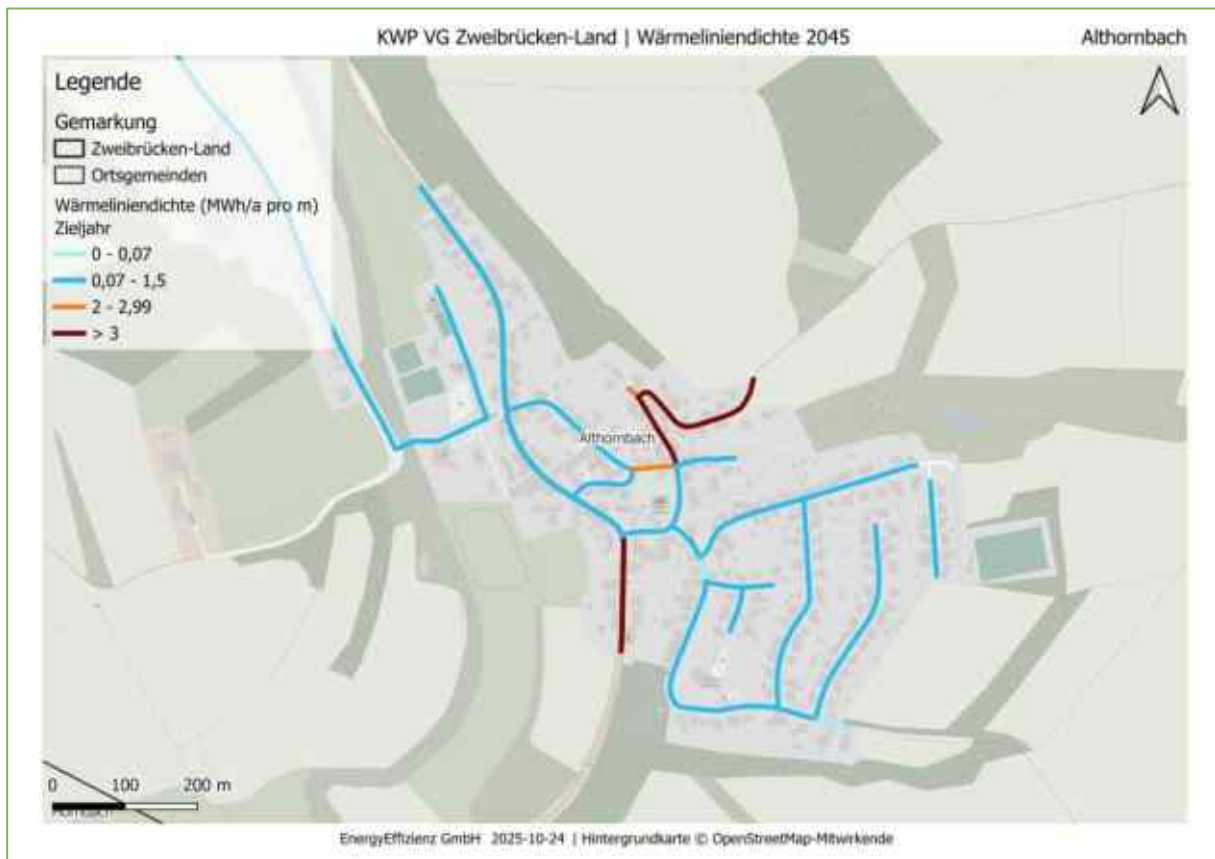 KWP VG Zweibrücken-Land | Wärmeliniendichte 2045
Althornbach
Legende
Gemarkung
Zweibrücken-Land
Ortsgemeinden
Wärmeliniendichte (MWh/a pro m)
Zieljahr
0 - 0,07
0,07 - 1,5
2 - 2,99
> 3
Althornbach
0 100 200 m
Hornbach
EnergyEffizienz GmbH 2025-10-24 | Hintergrundkarte © OpenStreetMap-Mitwirkende